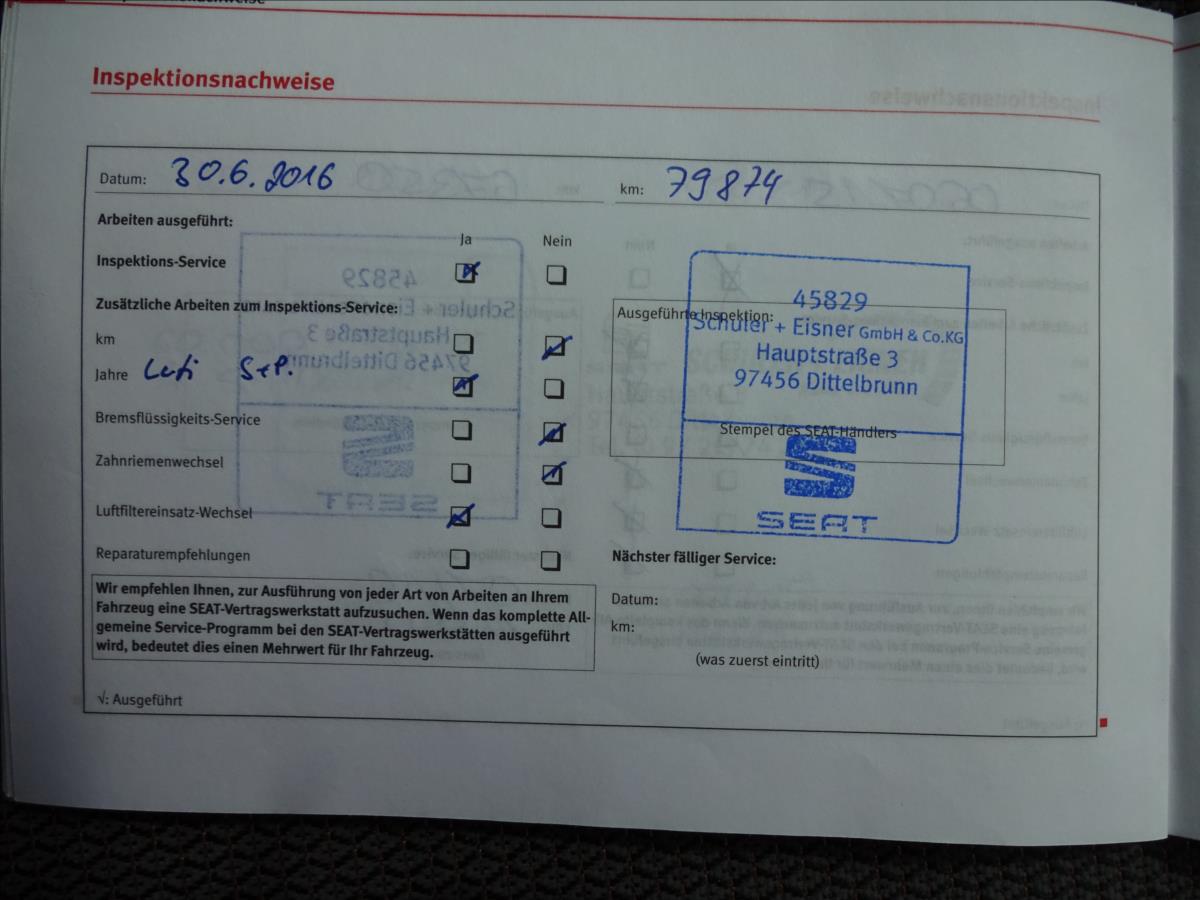 Inspektionsnachweise
Datum: 30.6.2016 km: 79874
Arbeiten ausgeführt:
Ja Nein
Inspektions-Service
Zusätzliche Arbeiten zum Inspektions-Service:
km
Jahre
Bremsflüssigkeits-Service
Zahnriemenwechsel
Luftfiltereinsatz-Wechsel
Reparaturempfehlungen
Wir empfehlen Ihnen, zur Ausführung von jeder Art von Arbeiten an Ihrem
Fahrzeug eine SEAT-Vertragswerkstatt aufzusuchen. Wenn das komplette All-
gemeine Service-Programm bei den SEAT-Vertragswerkstätten ausgeführt
wird, bedeutet dies einen Mehrwert für Ihr Fahrzeug.
√: Ausgeführt
Ausgeführte Inspektion:
45829
Schuler + Eisner GmbH & Co.KG
Hauptstraße 3
97456 Dittelbrunn
Stempel des SEAT-Händlers
SEAT
Nächster fälliger Service:
Datum:
km:
(was zuerst eintritt)